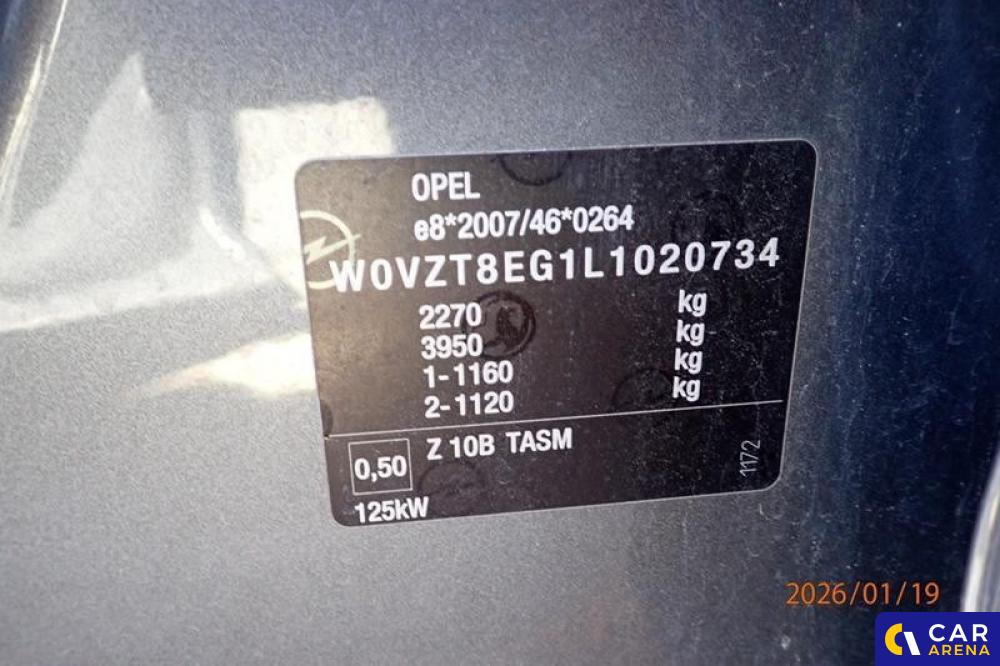 OPEL
e8*2007/46*0264
W0VZT8EG1L1020734
2270 kg
3950 kg
1-1160 kg
2-1120 kg
0,50 Z 10B TASM
125kW
1172
2026/01/19
CAR
ARENA